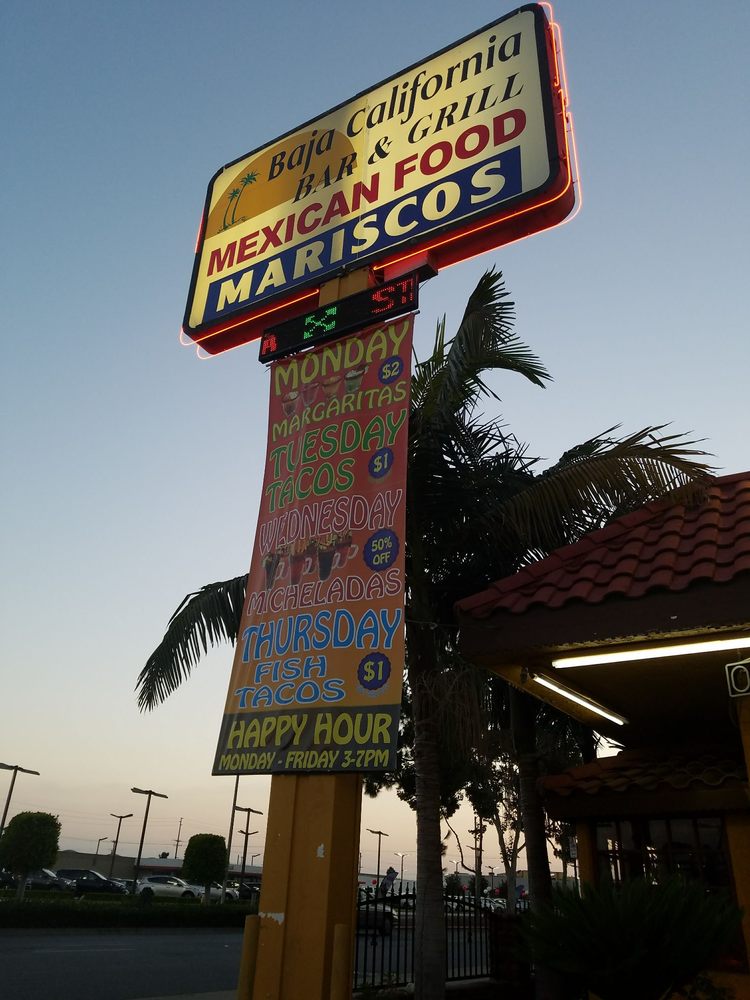 Baja California
BAR & GRILL
MEXICAN FOOD
MARISCOS
MONDAY
$2
MARGARITAS
TUESDAY
$1
TACOS
WEDNESDAY
50%
OFF
MICHELADAS
THURSDAY
FISH
$1
TACOS
HAPPY HOUR
MONDAY - FRIDAY 3-7PM